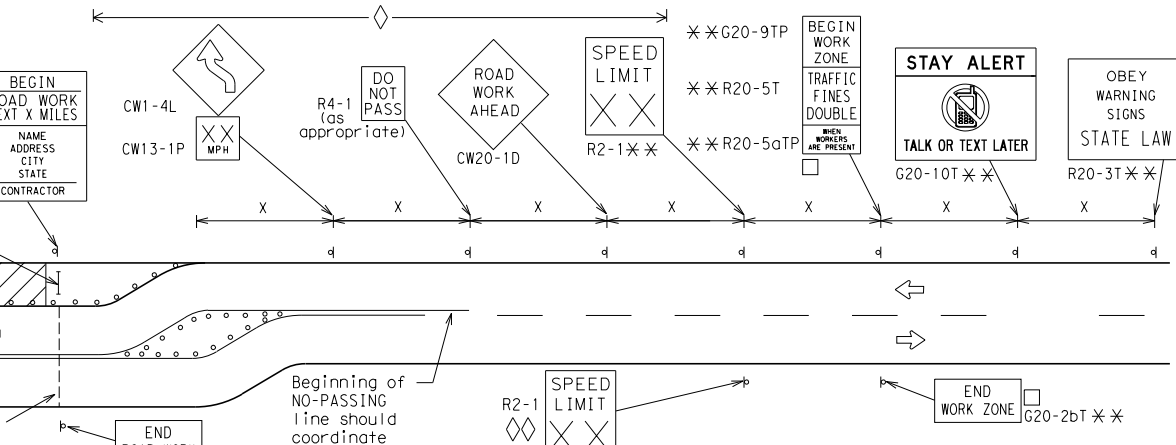 BEGIN
ROAD WORK
NEXT X MILES
NAME
ADDRESS
CITY
STATE
CONTRACTOR
CW1-4L
CW13-1P
XX
MPH
R4-1
(as
appropriate)
DO
NOT
PASS
ROAD
WORK
AHEAD
CW20-1D
SPEED
LIMIT
X X
R2-1**
**G20-9TP
**R20-5T
**R20-5aTP
BEGIN
WORK
ZONE
TRAFFIC
FINES
DOUBLE
WHEN
WORKERS
ARE PRESENT
STAY ALERT
TALK OR TEXT LATER
G20-10T**
OBEY
WARNING
SIGNS
STATE LAW
R20-3T**
X X X X X X X
Beginning of
NO-PASSING
line should
coordinate
R2-1
SPEED
LIMIT
X X
END
WORK ZONE
G20-2bT**
END